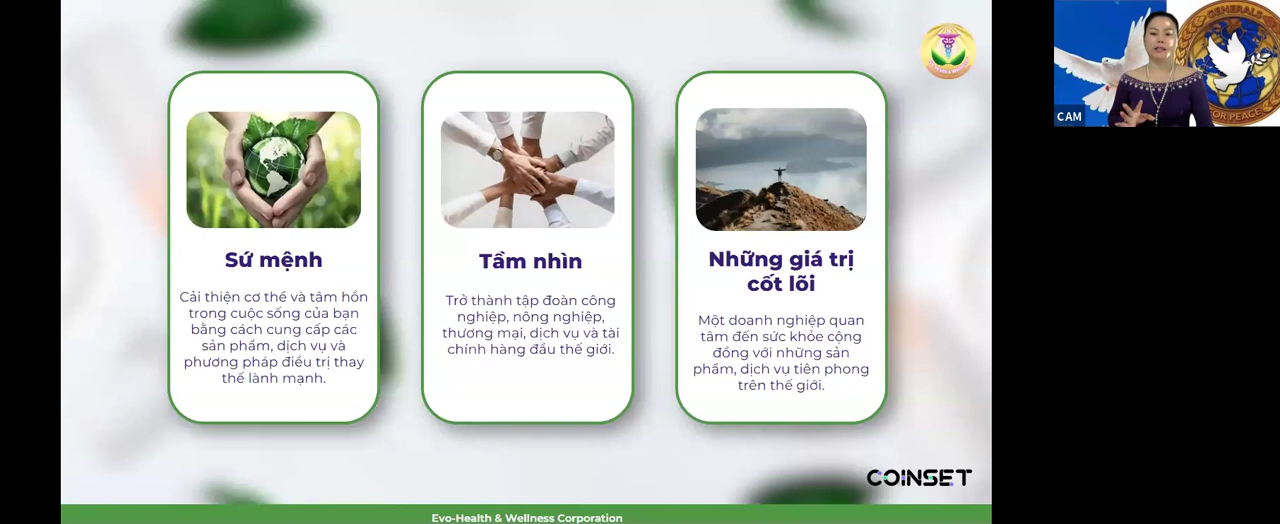 Sứ mệnh
Cải thiện cơ thể và tâm hồn
trong cuộc sống của bạn
bằng cách cung cấp các
sản phẩm, dịch vụ và
phương pháp điều trị thay
thế lành mạnh.
Tầm nhìn
Trở thành tập đoàn công
nghiệp, nông nghiệp,
thương mại, dịch vụ và tài
chính hàng đầu thế giới.
Những giá trị
cốt lõi
Một doanh nghiệp quan
tâm đến sức khỏe cộng
đồng với những sản
phẩm, dịch vụ tiên phong
trên thế giới.
COINSET
Evo-Health & Wellness Corporation
CAM
GENERALS
FOR PEACE